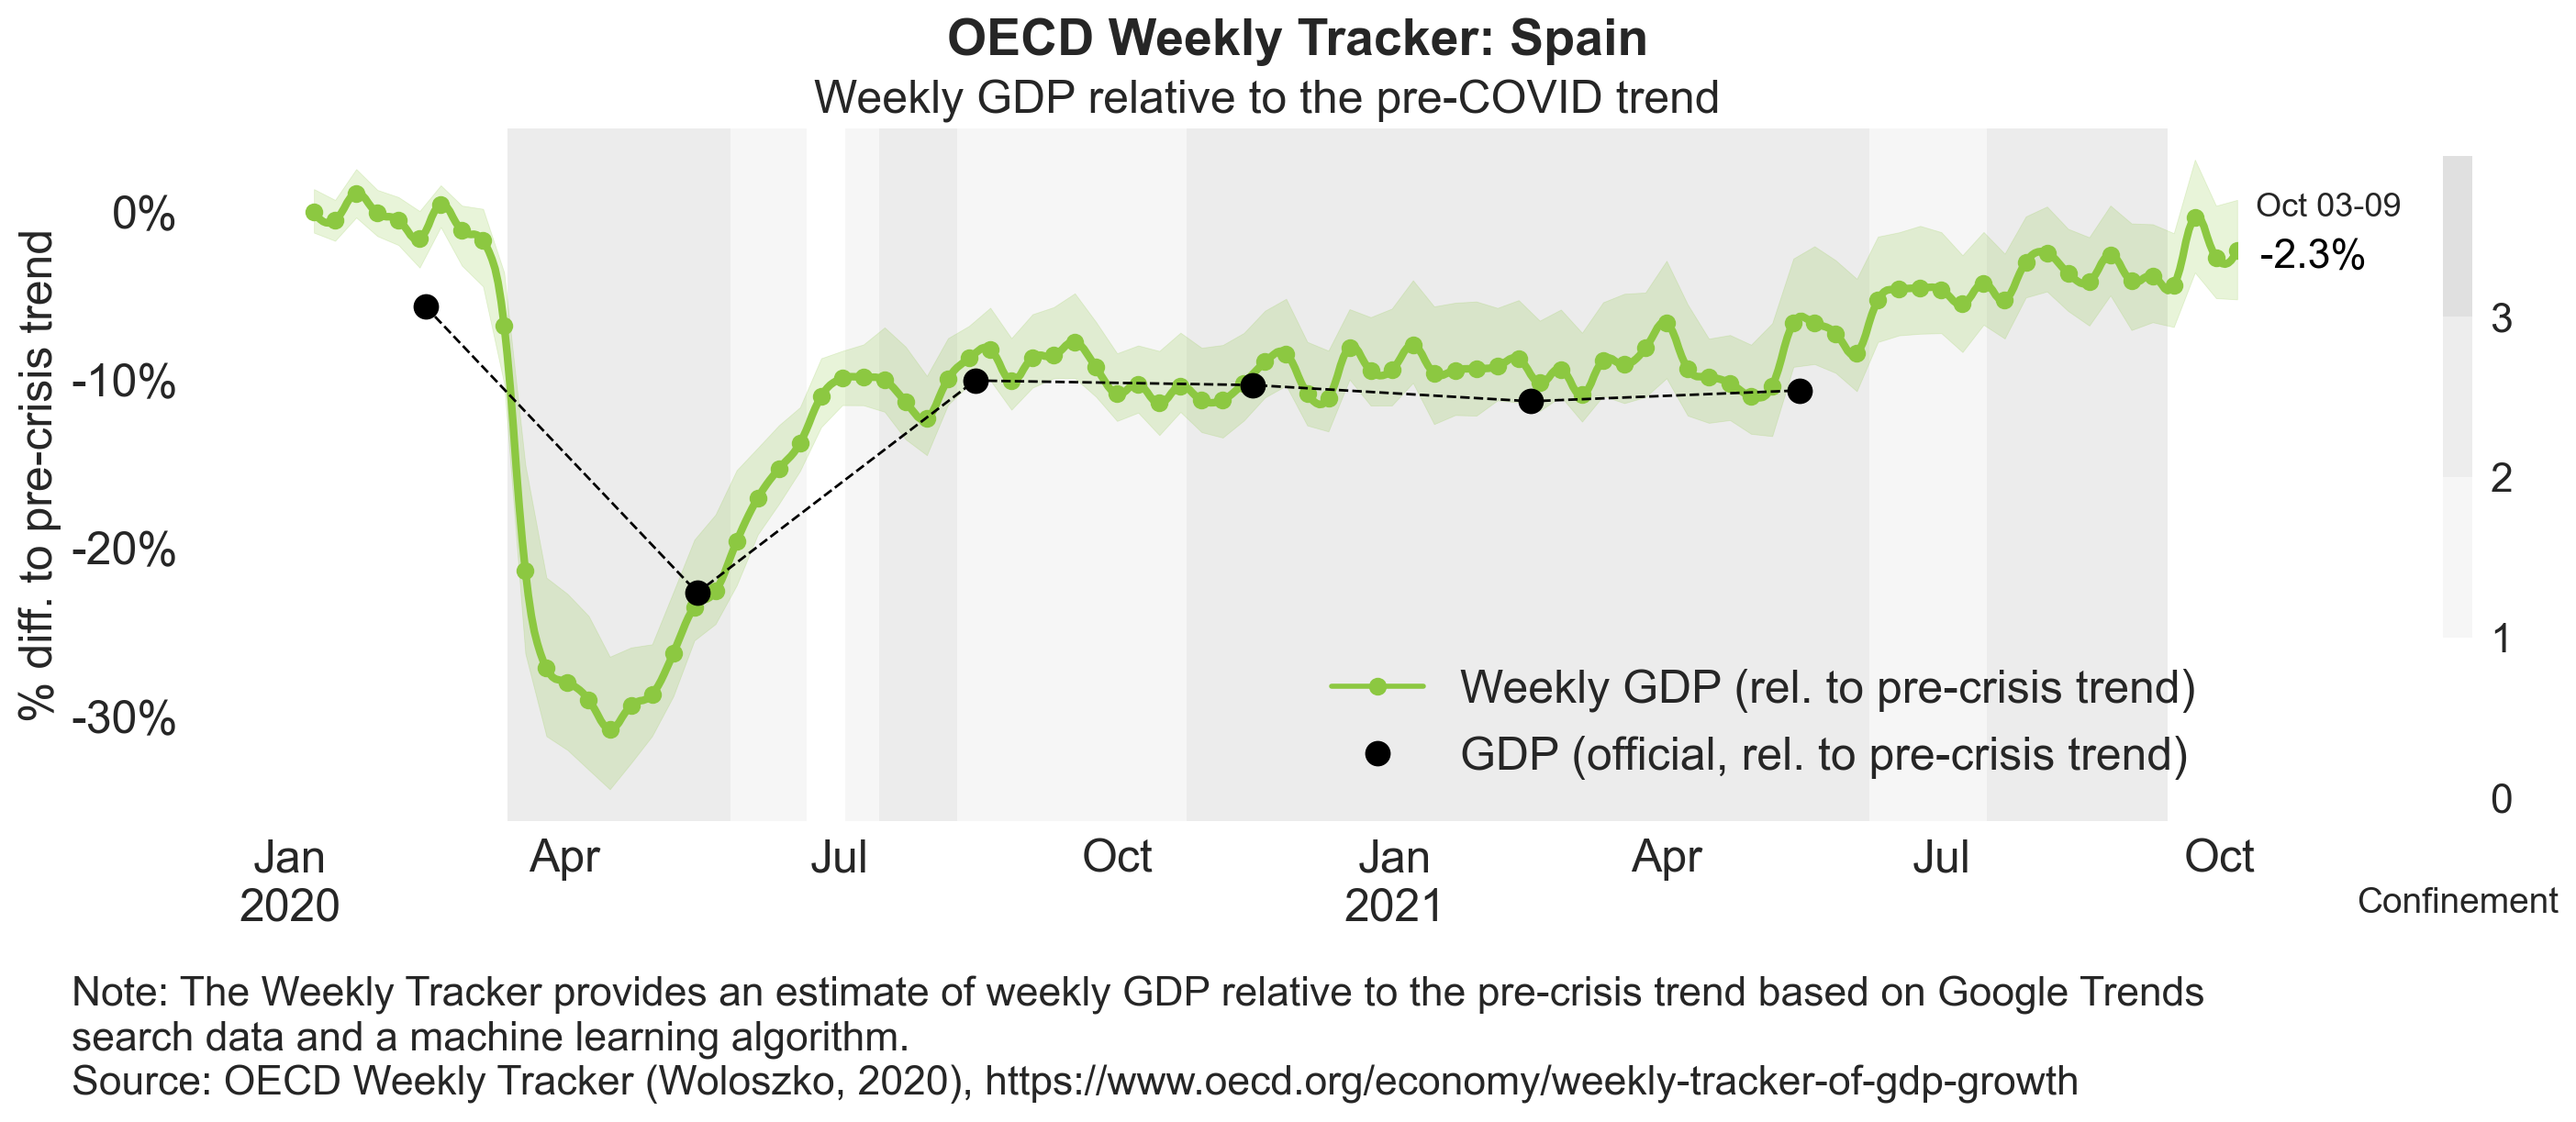 OECD Weekly Tracker: Spain
Weekly GDP relative to the pre-COVID trend
% diff. to pre-crisis trend
0%
-10%
-20%
-30%
Oct 03-09
-2.3%
3
2
1
0
Confinement
Weekly GDP (rel. to pre-crisis trend)
GDP (official, rel. to pre-crisis trend)
Jan Apr Jul Oct Jan Apr Jul Oct
2020 2021
Note: The Weekly Tracker provides an estimate of weekly GDP relative to the pre-crisis trend based on Google Trends
search data and a machine learning algorithm.
Source: OECD Weekly Tracker (Woloszko, 2020), https://www.oecd.org/economy/weekly-tracker-of-gdp-growth